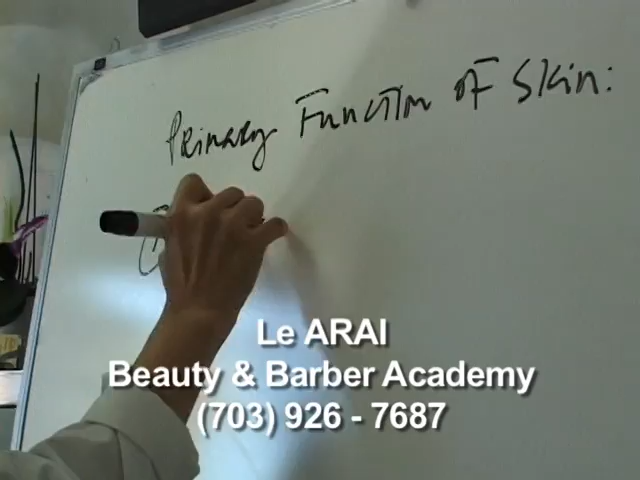 Primary Function of Skin:
Le ARAI
Beauty & Barber Academy
(703) 926 - 7687